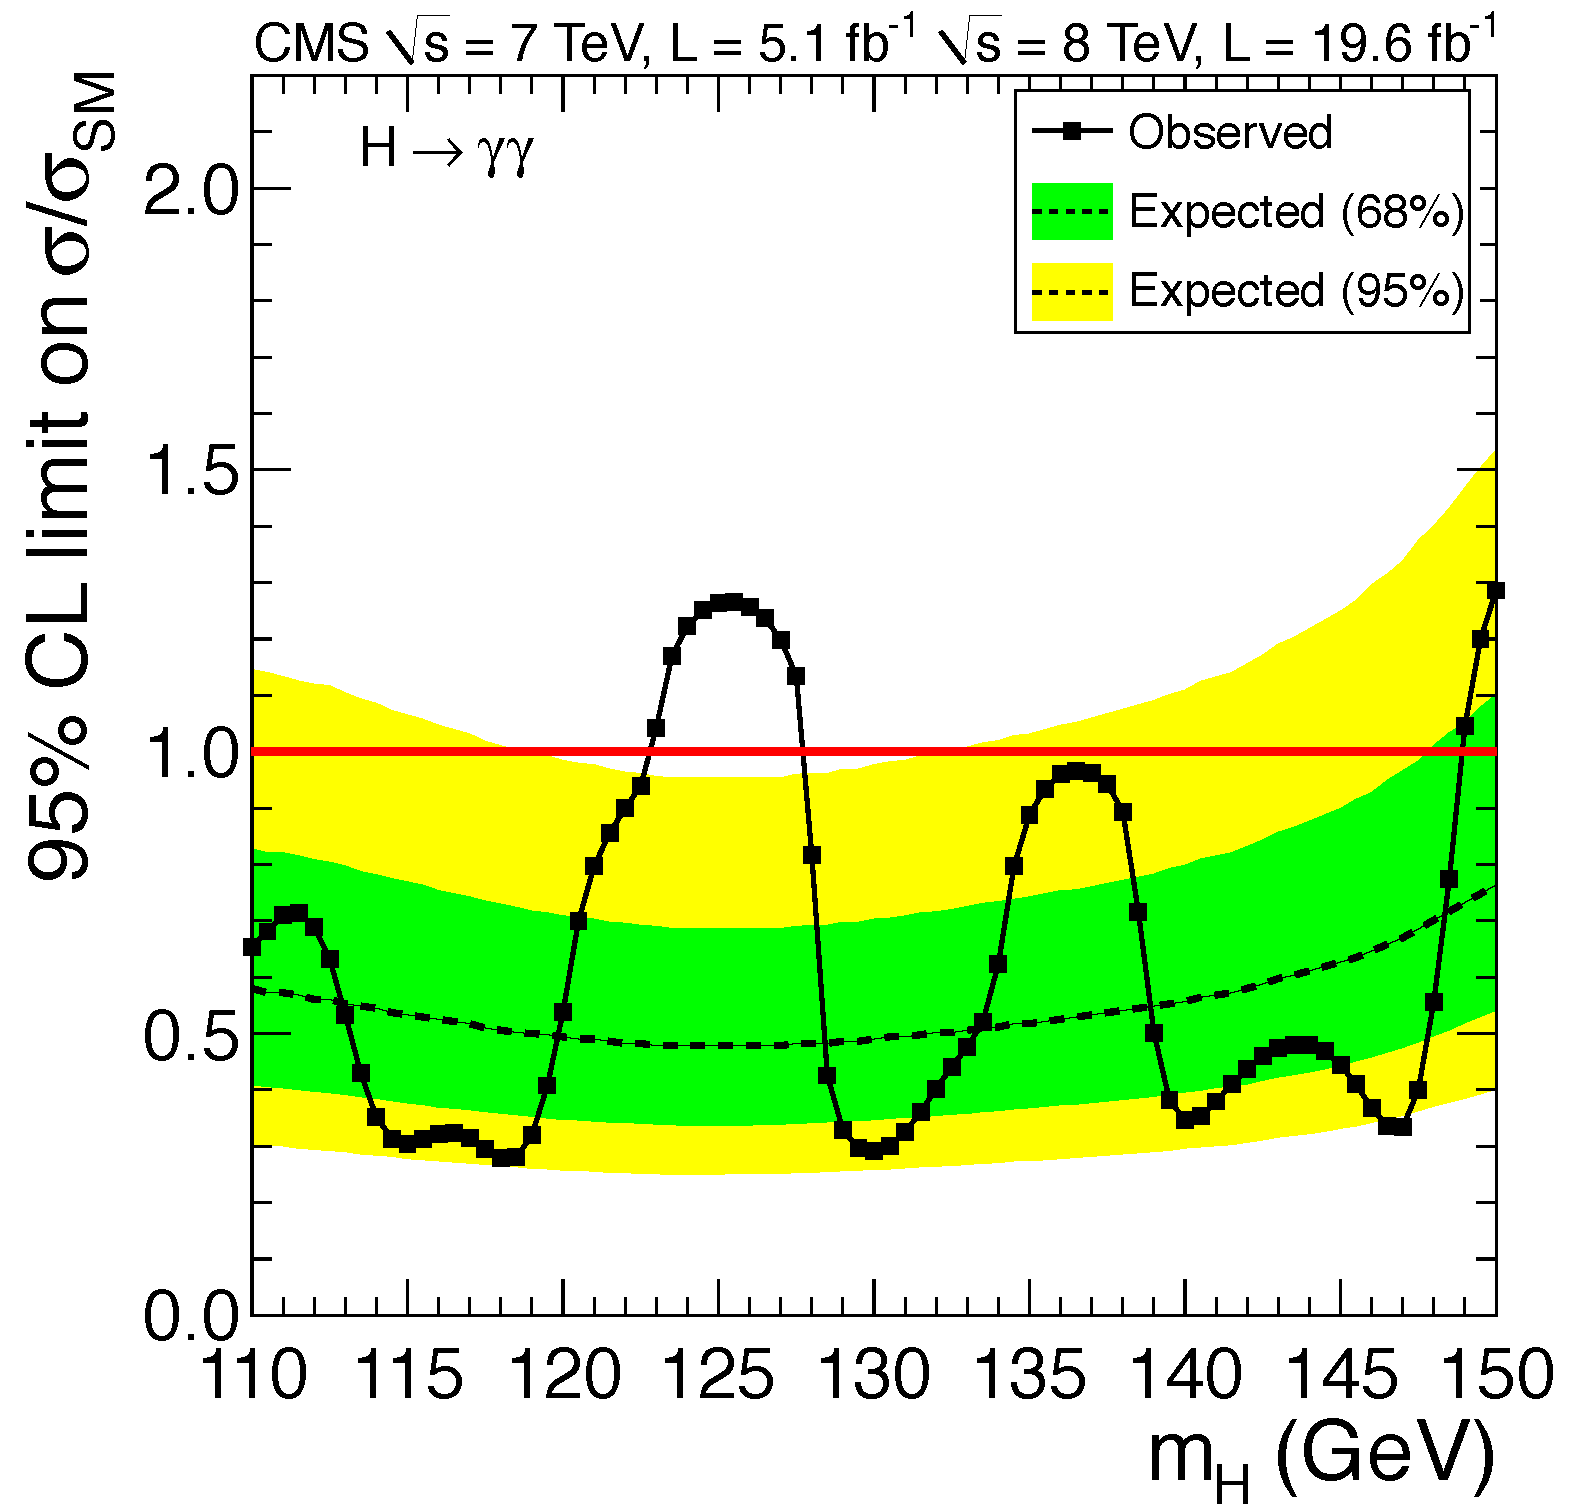 CMS √s = 7 TeV, L = 5.1 fb⁻¹ √s = 8 TeV, L = 19.6 fb⁻¹
H → γγ
Observed
Expected (68%)
Expected (95%)
95% CL limit on σ/σSM
2.0
1.5
1.0
0.5
0.0
110 115 120 125 130 135 140 145 150
mH (GeV)